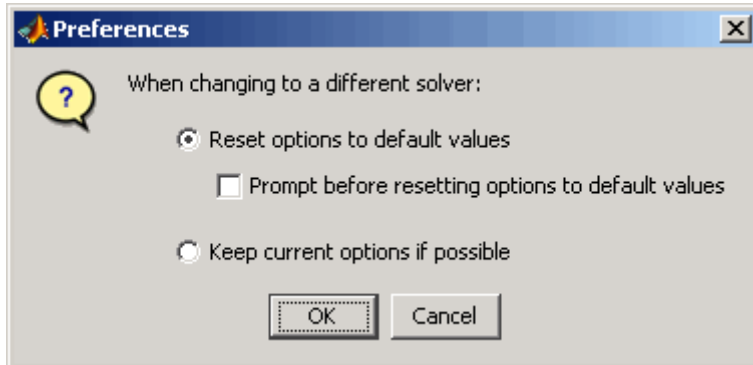 Preferences
?
When changing to a different solver:
Reset options to default values
Prompt before resetting options to default values
Keep current options if possible
OK Cancel